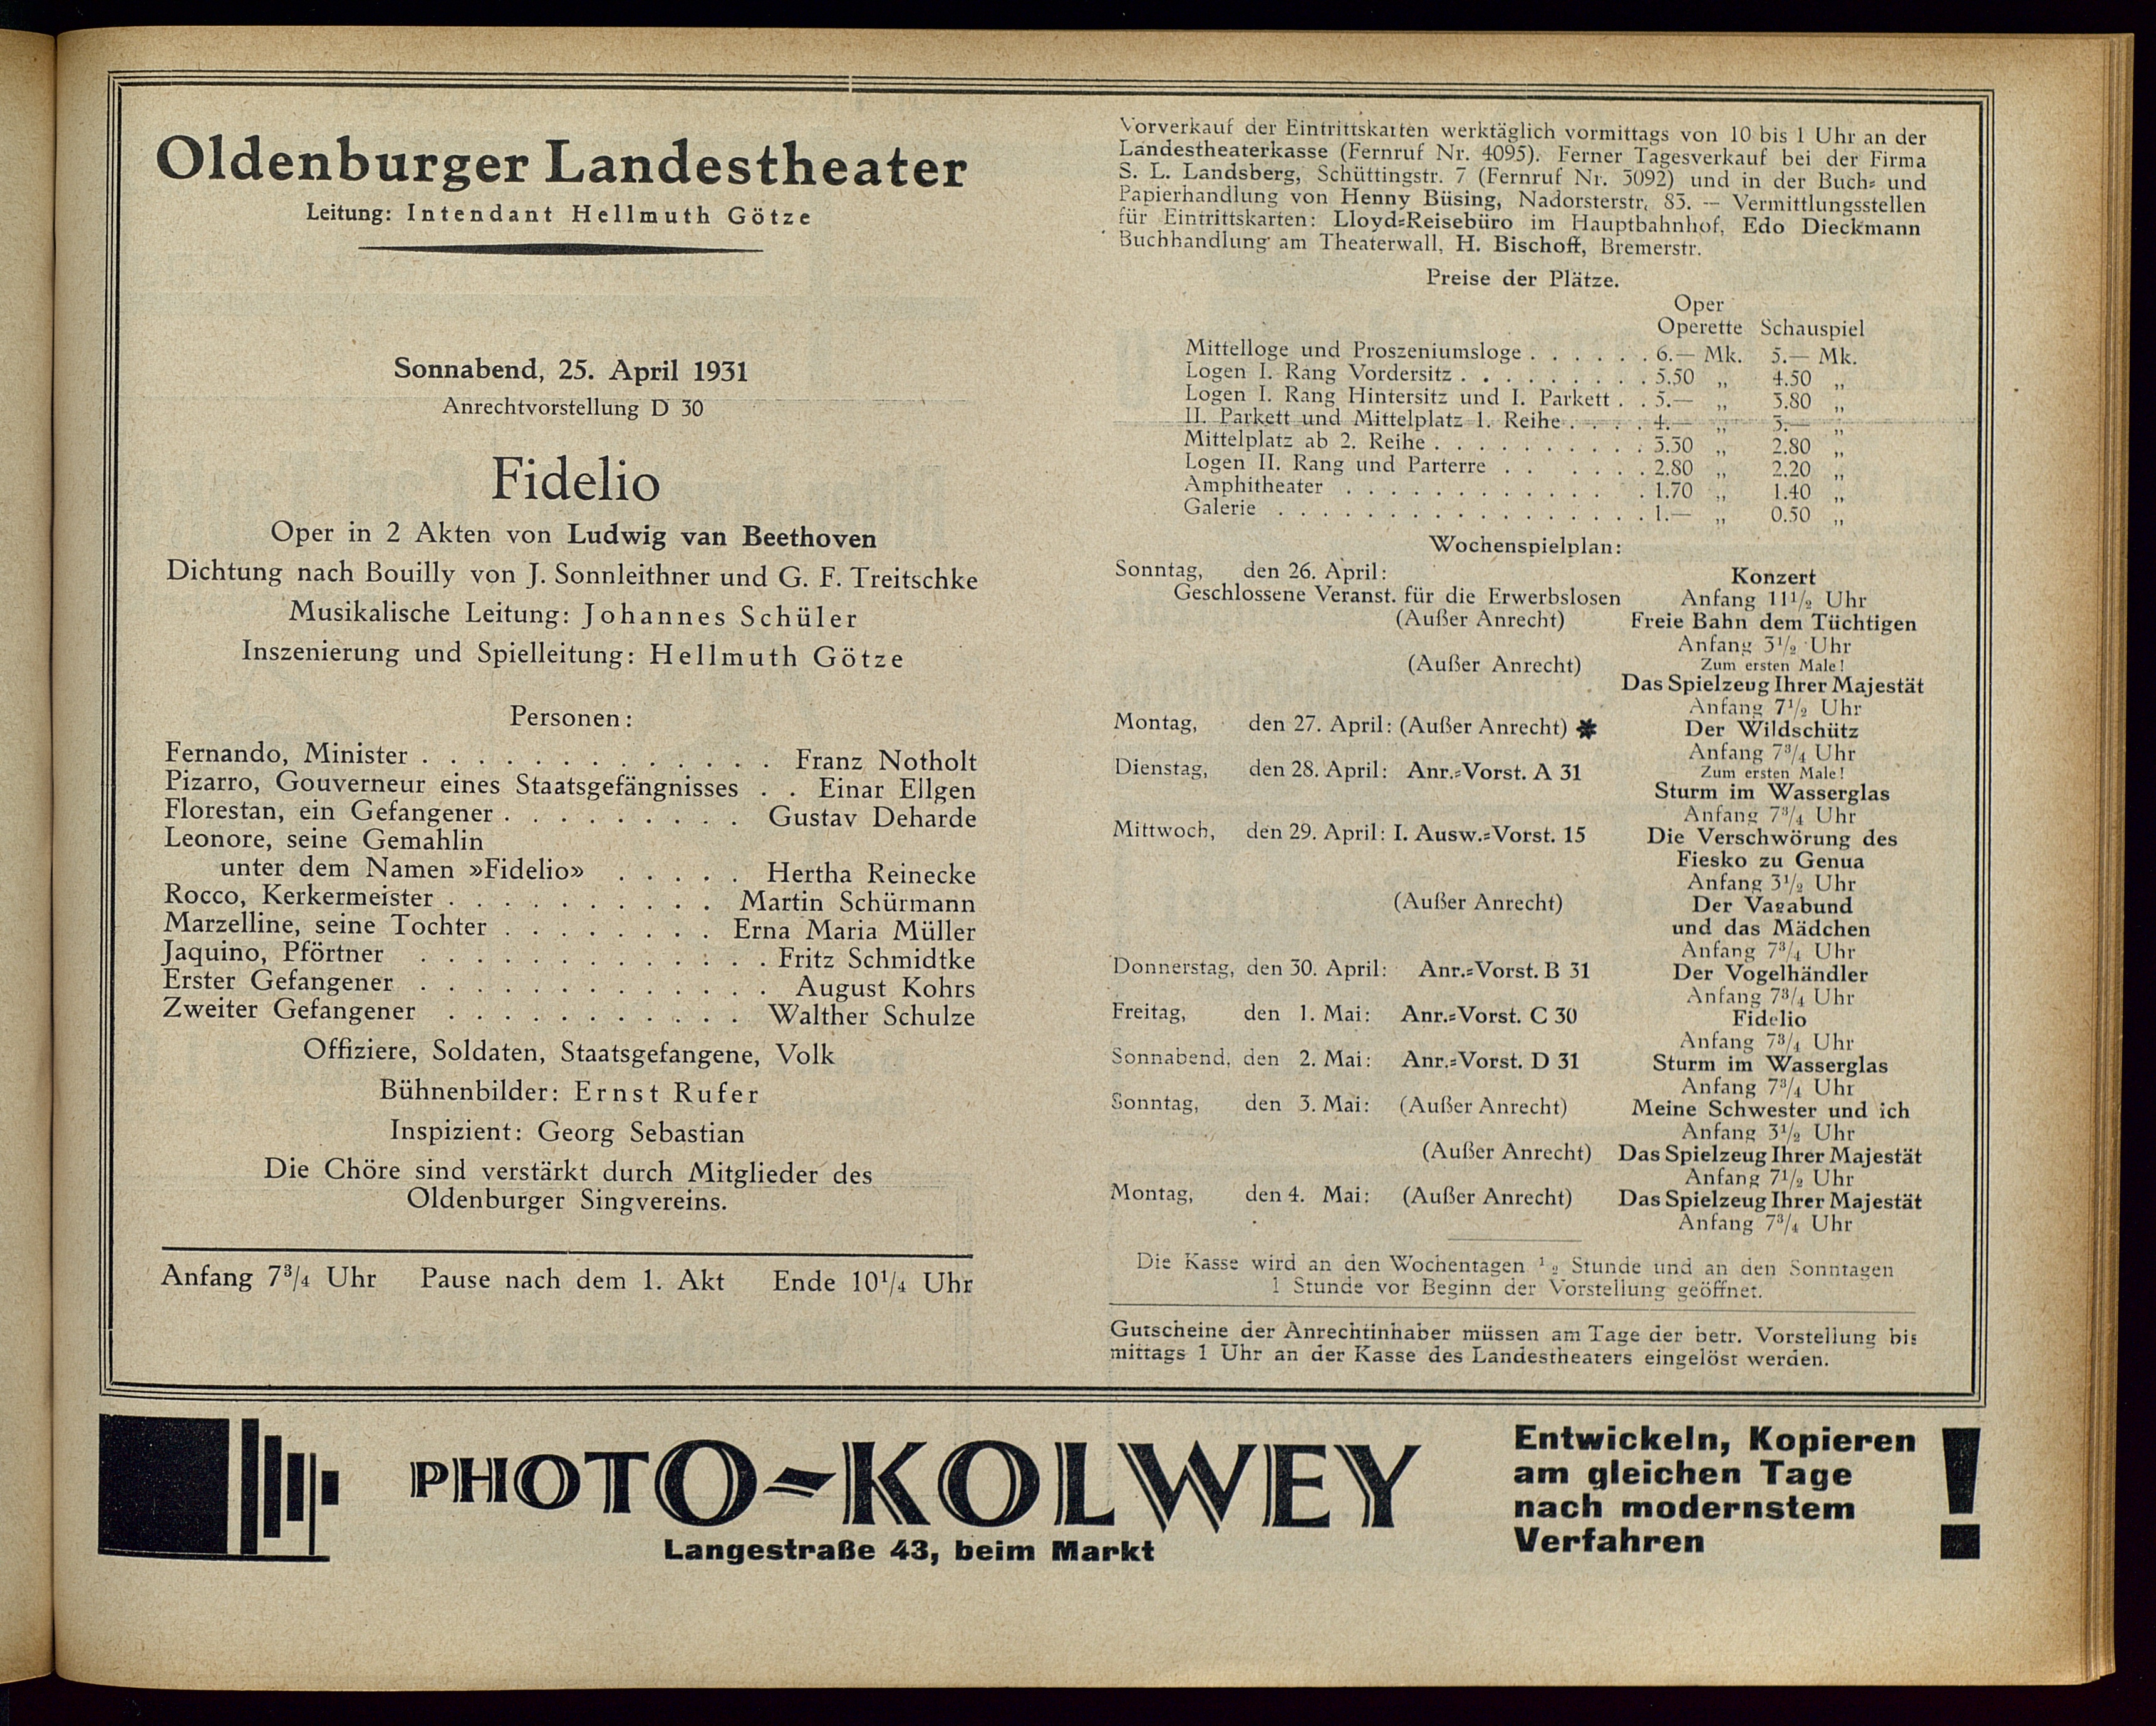 Oldenburger Landestheater
Leitung: Intendant Hellmuth Götze
Sonnabend, 25. April 1931
Anrechtvorstellung D 30
Fidelio
Oper in 2 Akten von Ludwig van Beethoven
Dichtung nach Bouilly von J. Sonnleithner und G. F. Treitschke
Musikalische Leitung: Johannes Schüler
Inszenierung und Spielleitung: Hellmuth Götze
Personen:
Fernando, Minister . . . . . . . . . . . . . Franz Notholt
Pizarro, Gouverneur eines Staatsgefängnisses . . Einar Ellgen
Florestan, ein Gefangener . . . . . . . . . Gustav Deharde
Leonore, seine Gemahlin
unter dem Namen »Fidelio» . . . . . Hertha Reinecke
Rocco, Kerkermeister . . . . . . . . . . Martin Schürmann
Marzelline, seine Tochter . . . . . . . . Erna Maria Müller
Jaquino, Pförtner . . . . . . . . . . . . . Fritz Schmidtke
Erster Gefangener . . . . . . . . . . . . . August Kohrs
Zweiter Gefangener . . . . . . . . . . . Walther Schulze
Offiziere, Soldaten, Staatsgefangene, Volk
Bühnenbilder: Ernst Rufer
Inspizient: Georg Sebastian
Die Chöre sind verstärkt durch Mitglieder des
Oldenburger Singvereins.
Anfang 7³/₄ Uhr Pause nach dem 1. Akt Ende 10¹/₄ Uhr
Vorverkauf der Eintrittskarten werktäglich vormittags von 10 bis 1 Uhr an der
Landestheaterkasse (Fernruf Nr. 4095). Ferner Tagesverkauf bei der Firma
S. L. Landsberg, Schüttingstr. 7 (Fernruf Nr. 3092) und in der Buch= und
Papierhandlung von Henny Büsing, Nadorsterstr. 83. — Vermittlungsstellen
für Eintrittskarten: Lloyd=Reisebüro im Hauptbahnhof, Edo Dieckmann
Buchhandlung am Theaterwall, H. Bischoff, Bremerstr.
Preise der Plätze.
Oper
Operette Schauspiel
Mittelloge und Proszeniumsloge . . . . . . 6.— Mk. 5.— Mk.
Logen I. Rang Vordersitz . . . . . . . . . 5.50 „ 4.50 „
Logen I. Rang Hintersitz und I. Parkett . . 5.— „ 3.80 „
II. Parkett und Mittelplatz 1. Reihe . . . . 4.— „ 3.— „
Mittelplatz ab 2. Reihe . . . . . . . . . . 3.30 „ 2.80 „
Logen II. Rang und Parterre . . . . . . 2.80 „ 2.20 „
Amphitheater . . . . . . . . . . . . 1.70 „ 1.40 „
Galerie . . . . . . . . . . . . . . . . . 1.— „ 0.50 „
Wochenspielplan:
Sonntag, den 26. April: Konzert
Geschlossene Veranst. für die Erwerbslosen Anfang 11¹/₂ Uhr
(Außer Anrecht) Freie Bahn dem Tüchtigen
Anfang 3¹/₂ Uhr
(Außer Anrecht) Zum ersten Male!
Das Spielzeug Ihrer Majestät
Anfang 7¹/₂ Uhr
Montag, den 27. April: (Außer Anrecht) ✱ Der Wildschütz
Anfang 7³/₄ Uhr
Dienstag, den 28. April: Anr.=Vorst. A 31 Zum ersten Male!
Sturm im Wasserglas
Anfang 7³/₄ Uhr
Mittwoch, den 29. April: I. Ausw.=Vorst. 15 Die Verschwörung des
Fiesko zu Genua
Anfang 3¹/₂ Uhr
(Außer Anrecht) Der Vagabund
und das Mädchen
Anfang 7³/₄ Uhr
Donnerstag, den 30. April: Anr.=Vorst. B 31 Der Vogelhändler
Anfang 7³/₄ Uhr
Freitag, den 1. Mai: Anr.=Vorst. C 30 Fidelio
Anfang 7³/₄ Uhr
Sonnabend, den 2. Mai: Anr.=Vorst. D 31 Sturm im Wasserglas
Anfang 7³/₄ Uhr
Sonntag, den 3. Mai: (Außer Anrecht) Meine Schwester und ich
Anfang 3¹/₂ Uhr
(Außer Anrecht) Das Spielzeug Ihrer Majestät
Anfang 7¹/₂ Uhr
Montag, den 4. Mai: (Außer Anrecht) Das Spielzeug Ihrer Majestät
Anfang 7³/₄ Uhr
Die Kasse wird an den Wochentagen ¹/₂ Stunde und an den Sonntagen
1 Stunde vor Beginn der Vorstellung geöffnet.
Gutscheine der Anrechtinhaber müssen am Tage der betr. Vorstellung bis
mittags 1 Uhr an der Kasse des Landestheaters eingelöst werden.
PHOTO=KOLWEY
Langestraße 43, beim Markt
Entwickeln, Kopieren
am gleichen Tage
nach modernstem
Verfahren !